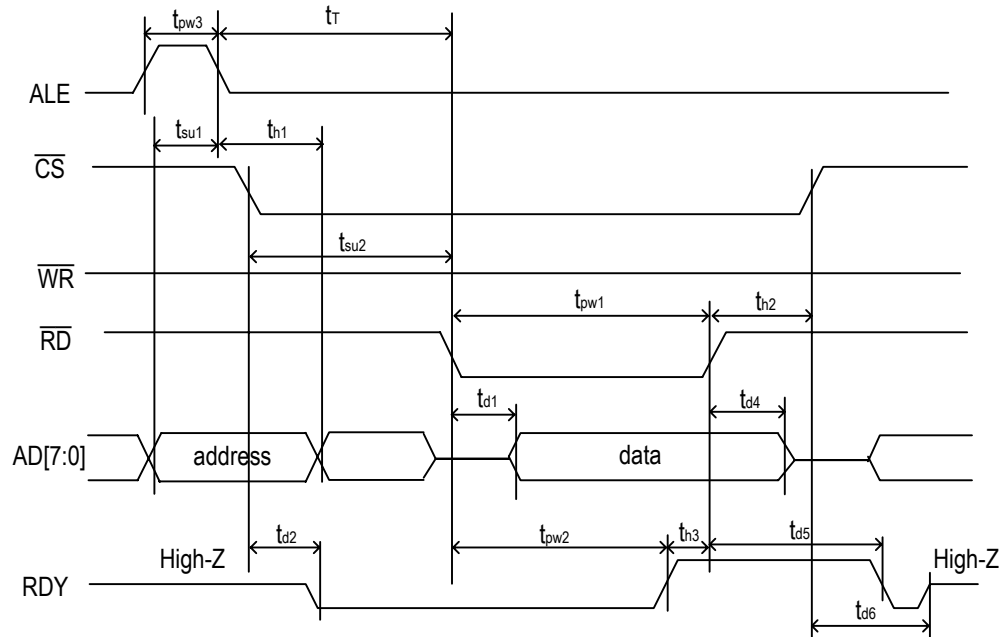 tpw3 tT
ALE
tsu1 th1
CS
tsu2
WR
tpw1 th2
RD
td1 td4
AD[7:0] address data
td2 tpw2 th3 td5
High-Z High-Z
RDY
td6